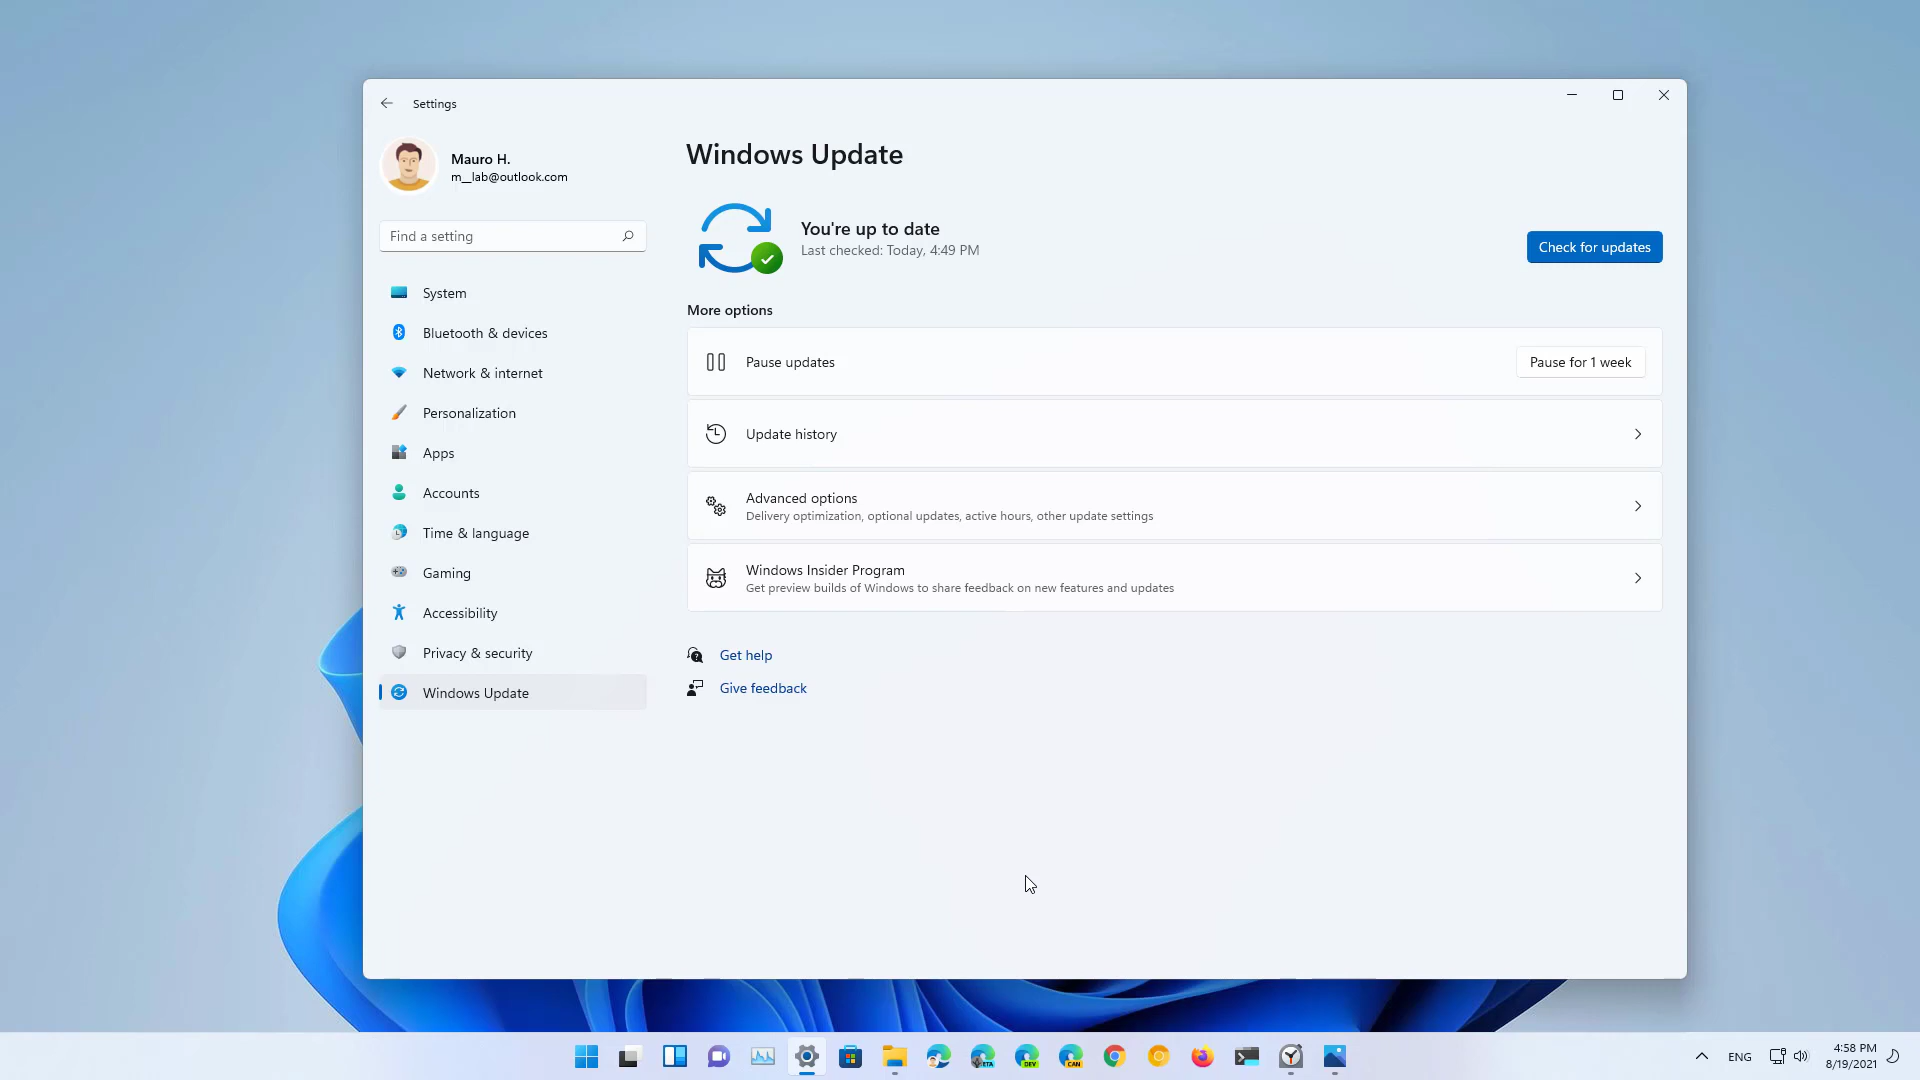 Settings
Mauro H.
m__lab@outlook.com
Find a setting
System
Bluetooth & devices
Network & internet
Personalization
Apps
Accounts
Time & language
Gaming
Accessibility
Privacy & security
Windows Update
Windows Update
You're up to date
Last checked: Today, 4:49 PM
Check for updates
More options
Pause updates
Pause for 1 week
Update history
Advanced options
Delivery optimization, optional updates, active hours, other update settings
Windows Insider Program
Get preview builds of Windows to share feedback on new features and updates
Get help
Give feedback
BETA
DEV
CAN
ENG
4:58 PM
8/19/2021